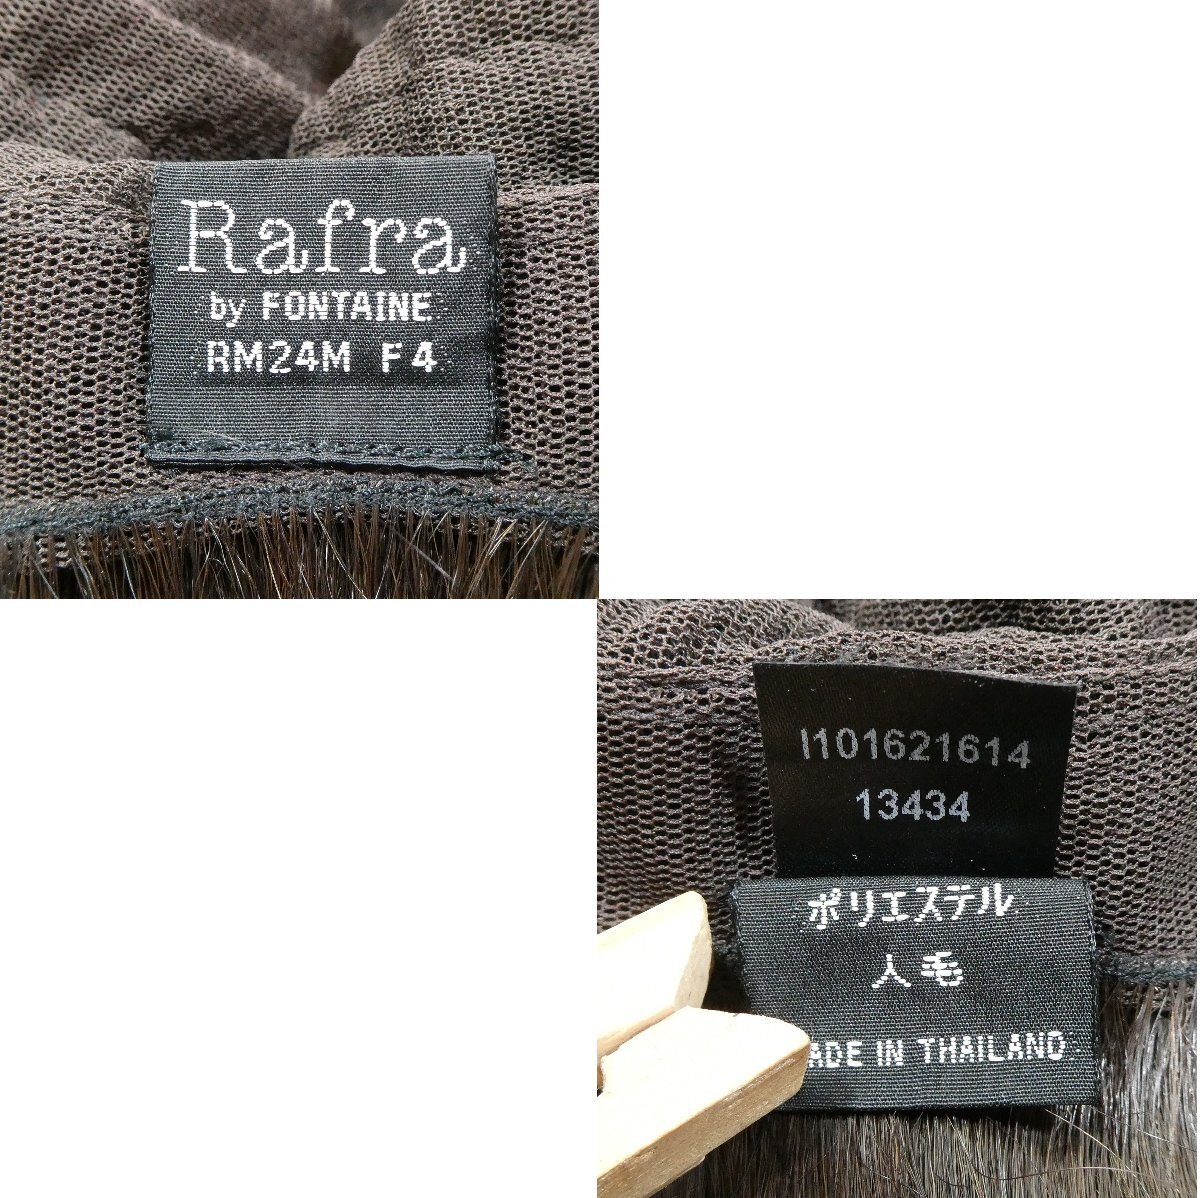 Rafra
by FONTAINE
RM24M F4
I101621614
13434
ポリエステル
人毛
ADE IN THAILAND